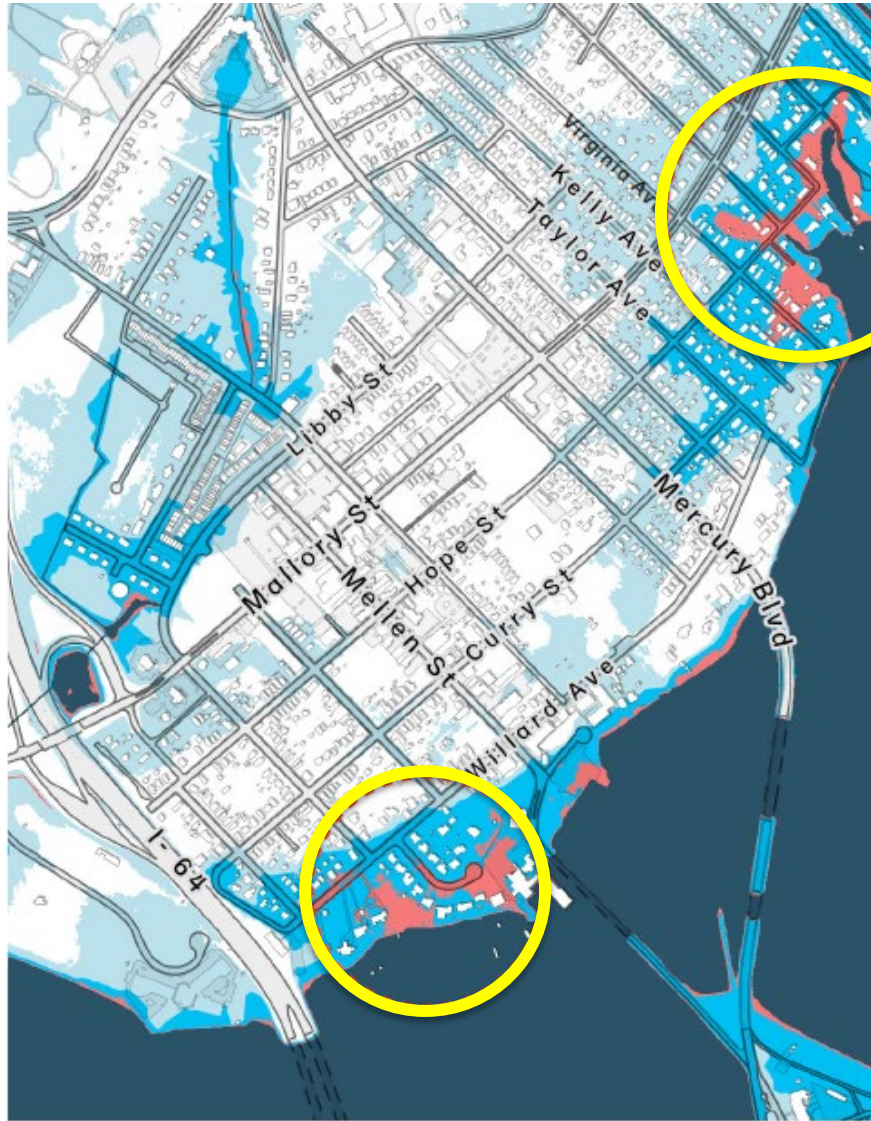 Virginia Av
Kelly Ave
Taylor Ave
Libby St
Mallory St
Hope St
Mercury Blvd
Mellen St
Curry St
Willard Ave
I-64